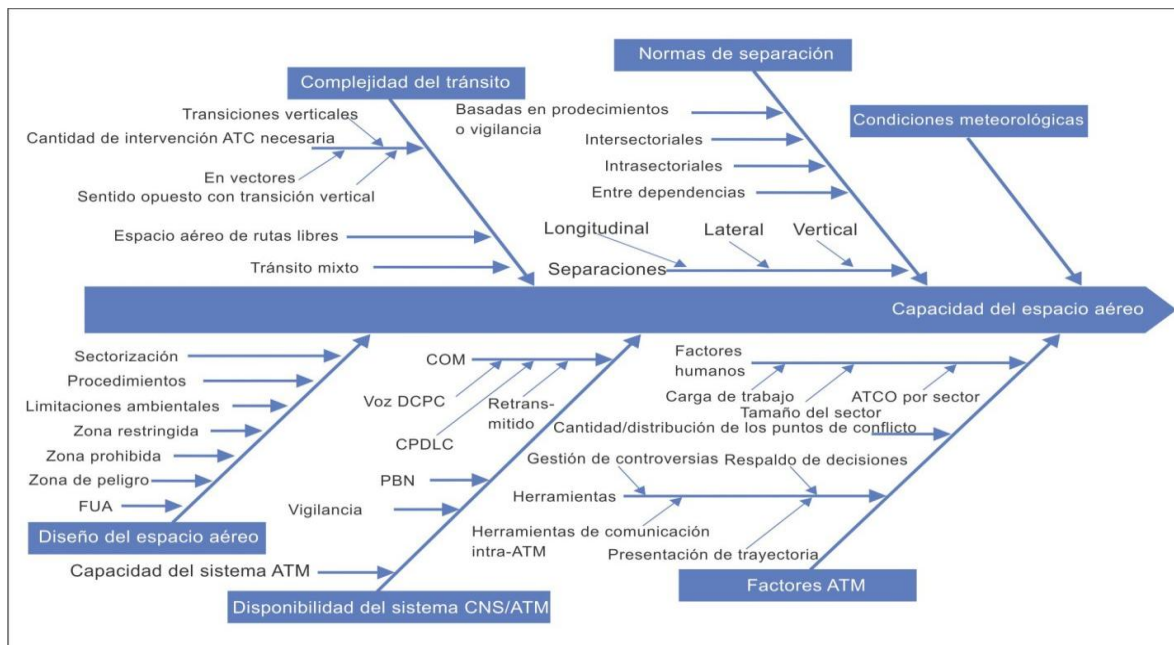 Normas de separación
Complejidad del tránsito
Transiciones verticales
Cantidad de intervención ATC necesaria
En vectores
Sentido opuesto con transición vertical
Espacio aéreo de rutas libres
Tránsito mixto
Basadas en prodecimientos
o vigilancia
Intersectoriales
Intrasectoriales
Entre dependencias
Longitudinal
Lateral
Vertical
Separaciones
Condiciones meteorológicas
Capacidad del espacio aéreo
Sectorización
Procedimientos
Limitaciones ambientales
Zona restringida
Zona prohibida
Zona de peligro
FUA
Diseño del espacio aéreo
COM
Voz DCPC
CPDLC
Retrans-
mitido
PBN
Vigilancia
Capacidad del sistema ATM
Disponibilidad del sistema CNS/ATM
Factores
humanos
Carga de trabajo
Tamaño del sector
ATCO por sector
Cantidad/distribución de los puntos de conflicto
Gestión de controversias
Respaldo de decisiones
Herramientas
Herramientas de comunicación
intra-ATM
Presentación de trayectoria
Factores ATM